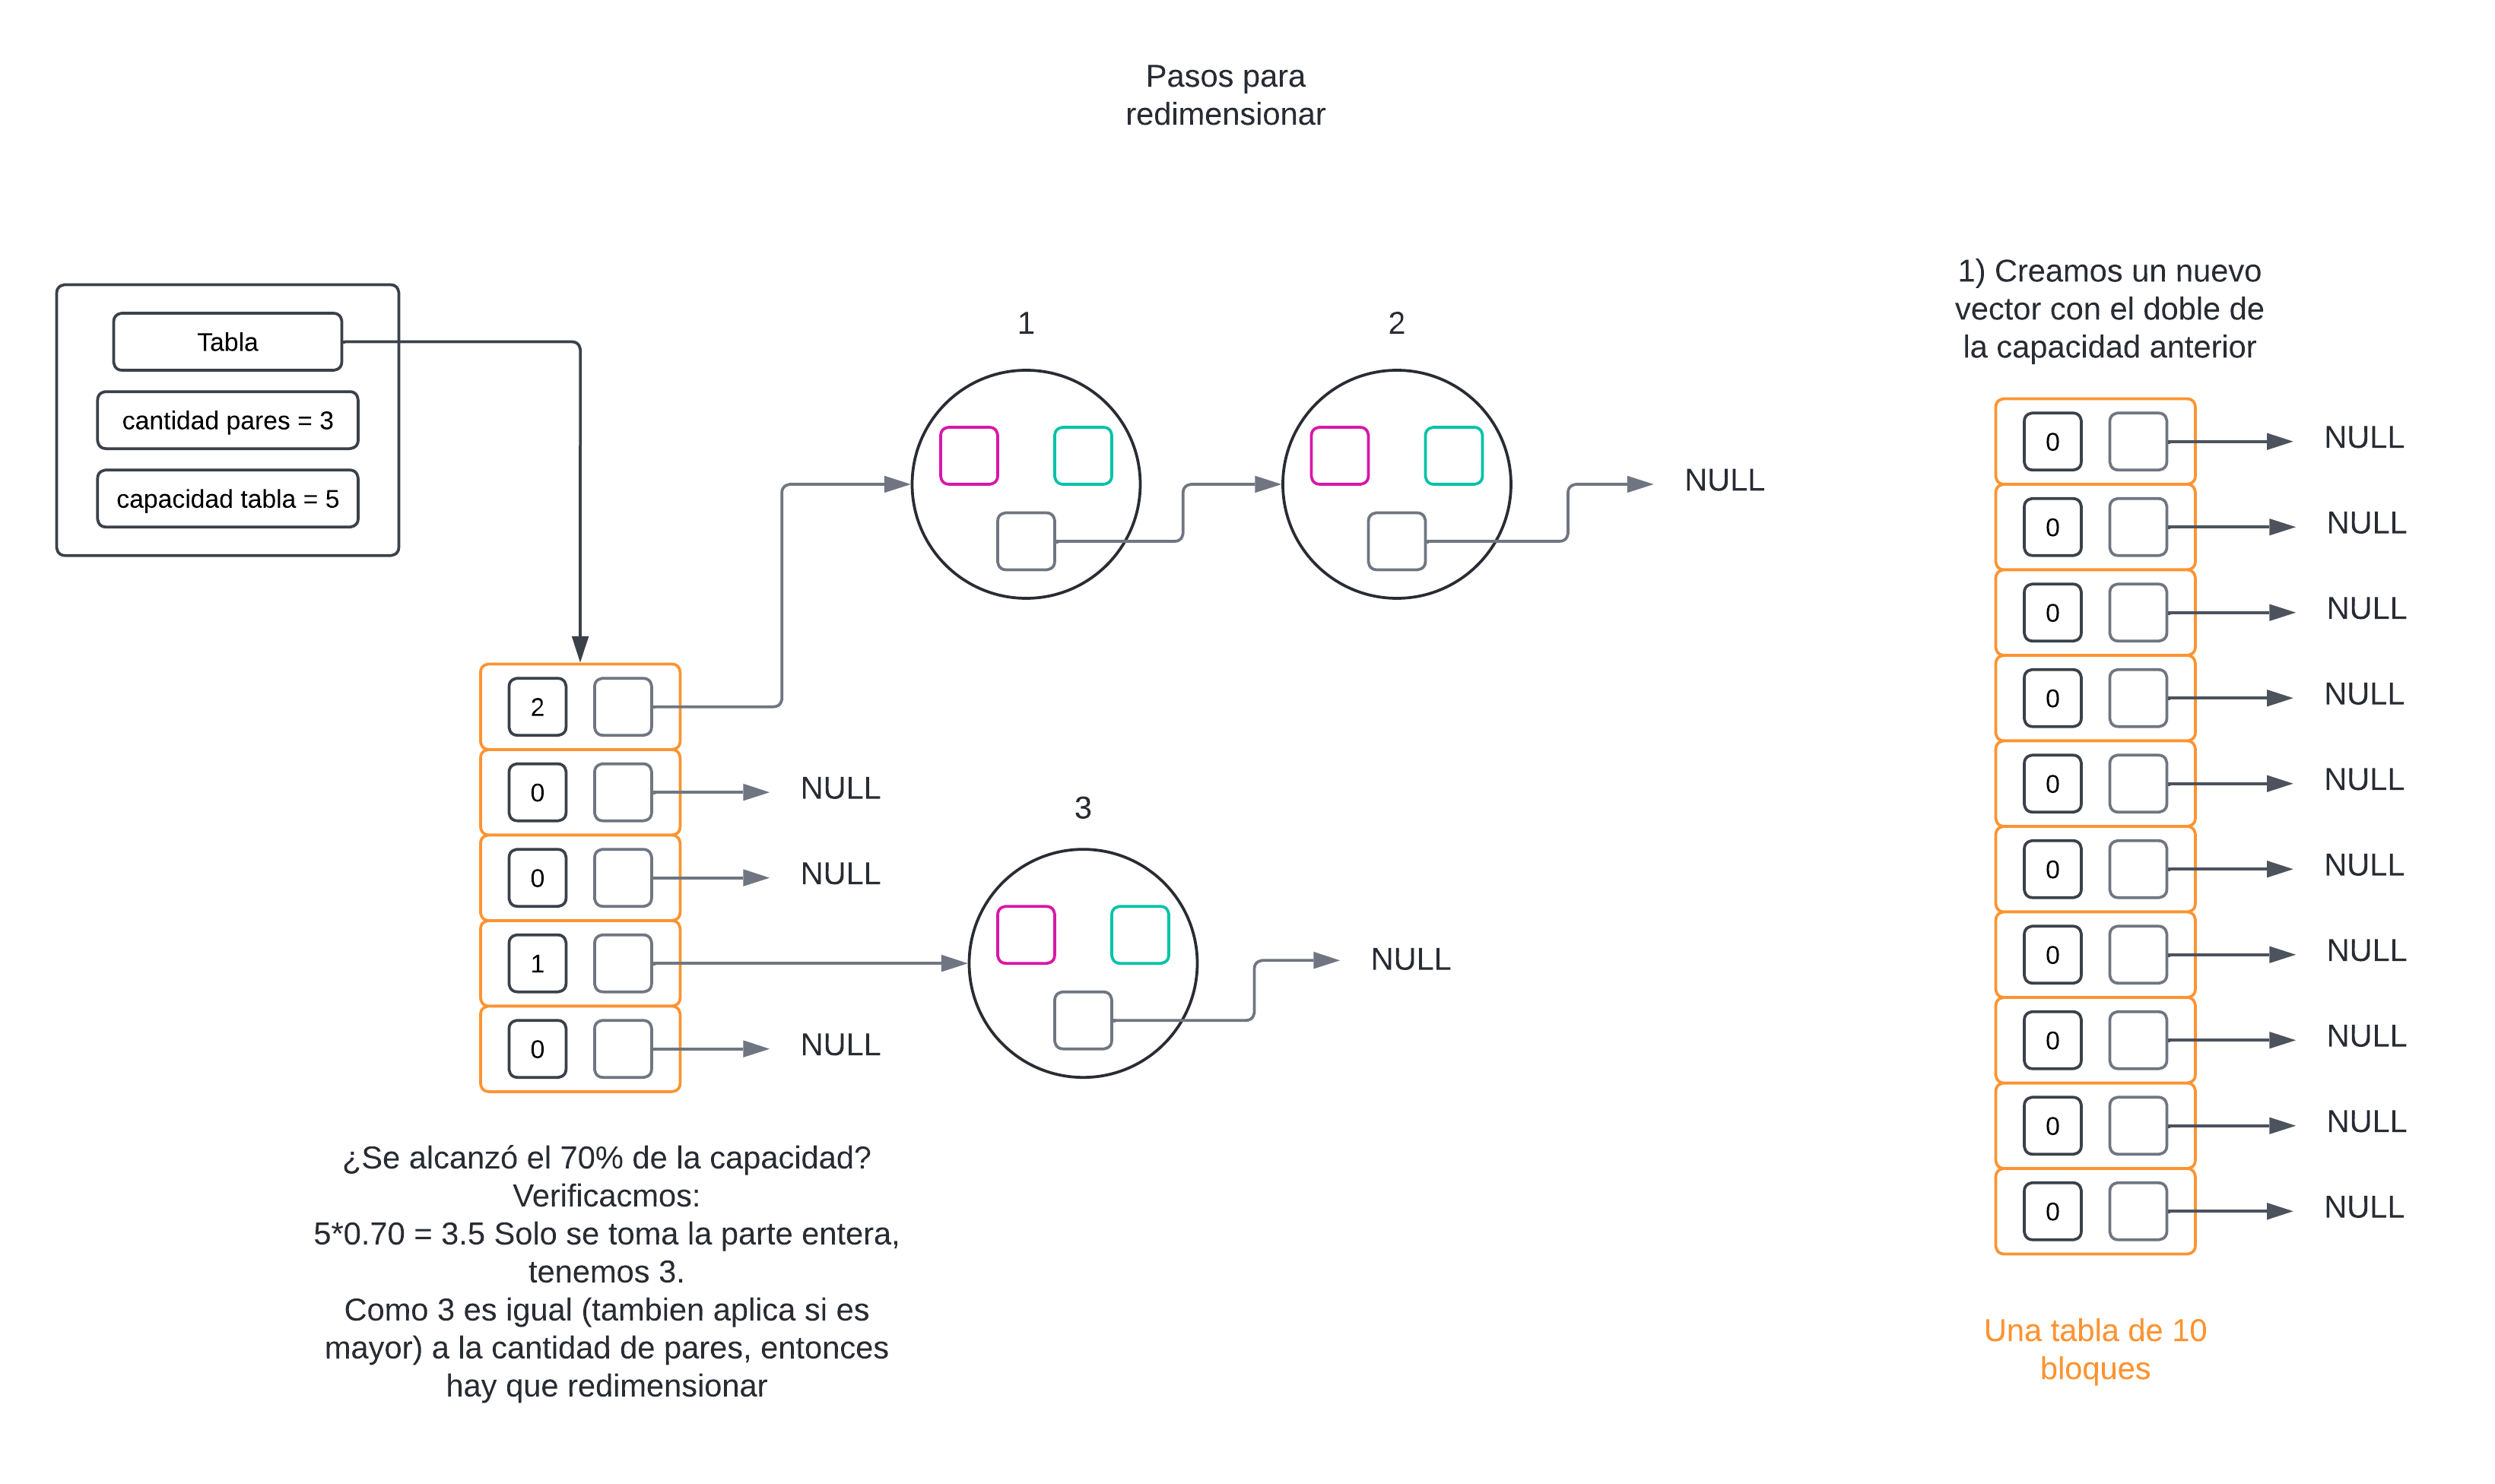 Pasos para
redimensionar
Tabla
cantidad pares = 3
capacidad tabla = 5
1
2
NULL
2
0
NULL
0
NULL
1
0
NULL
3
NULL
¿Se alcanzó el 70% de la capacidad?
Verificacmos:
5*0.70 = 3.5 Solo se toma la parte entera,
tenemos 3.
Como 3 es igual (tambien aplica si es
mayor) a la cantidad de pares, entonces
hay que redimensionar
1) Creamos un nuevo
vector con el doble de
la capacidad anterior
0
NULL
0
NULL
0
NULL
0
NULL
0
NULL
0
NULL
0
NULL
0
NULL
0
NULL
0
NULL
Una tabla de 10
bloques